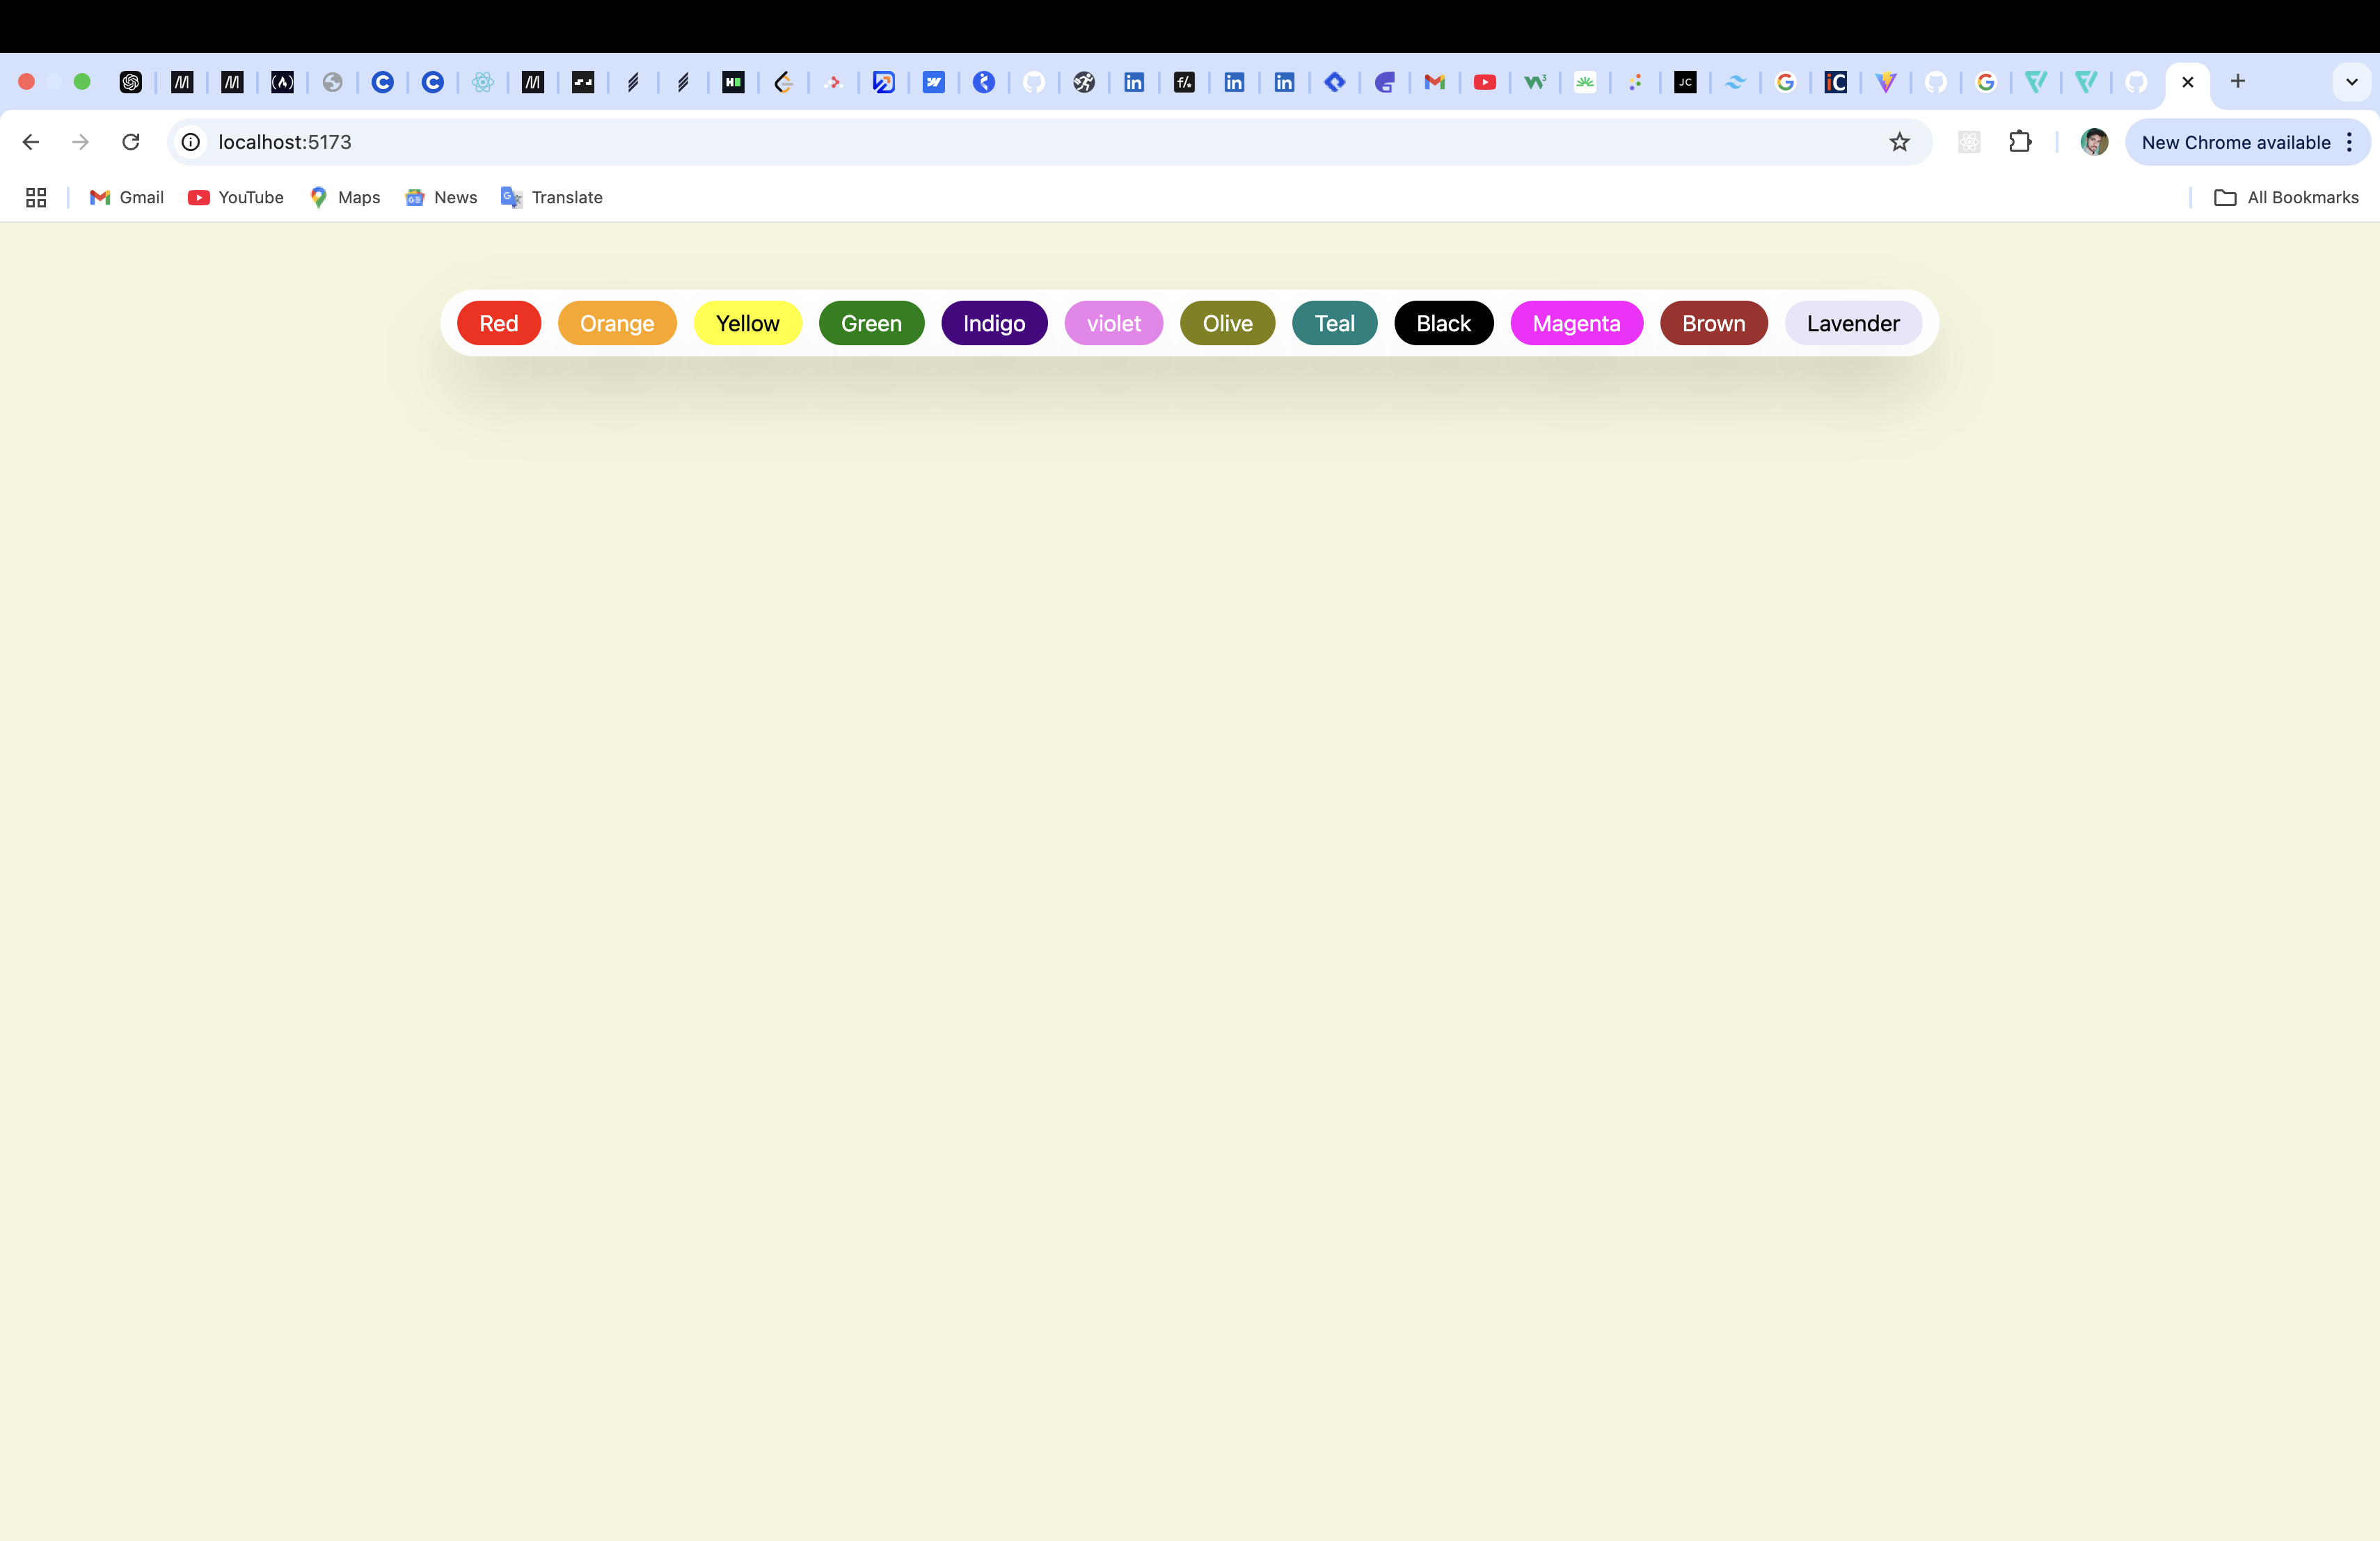 localhost:5173
New Chrome available
Gmail YouTube Maps News Translate All Bookmarks
Red Orange Yellow Green Indigo violet Olive Teal Black Magenta Brown Lavender